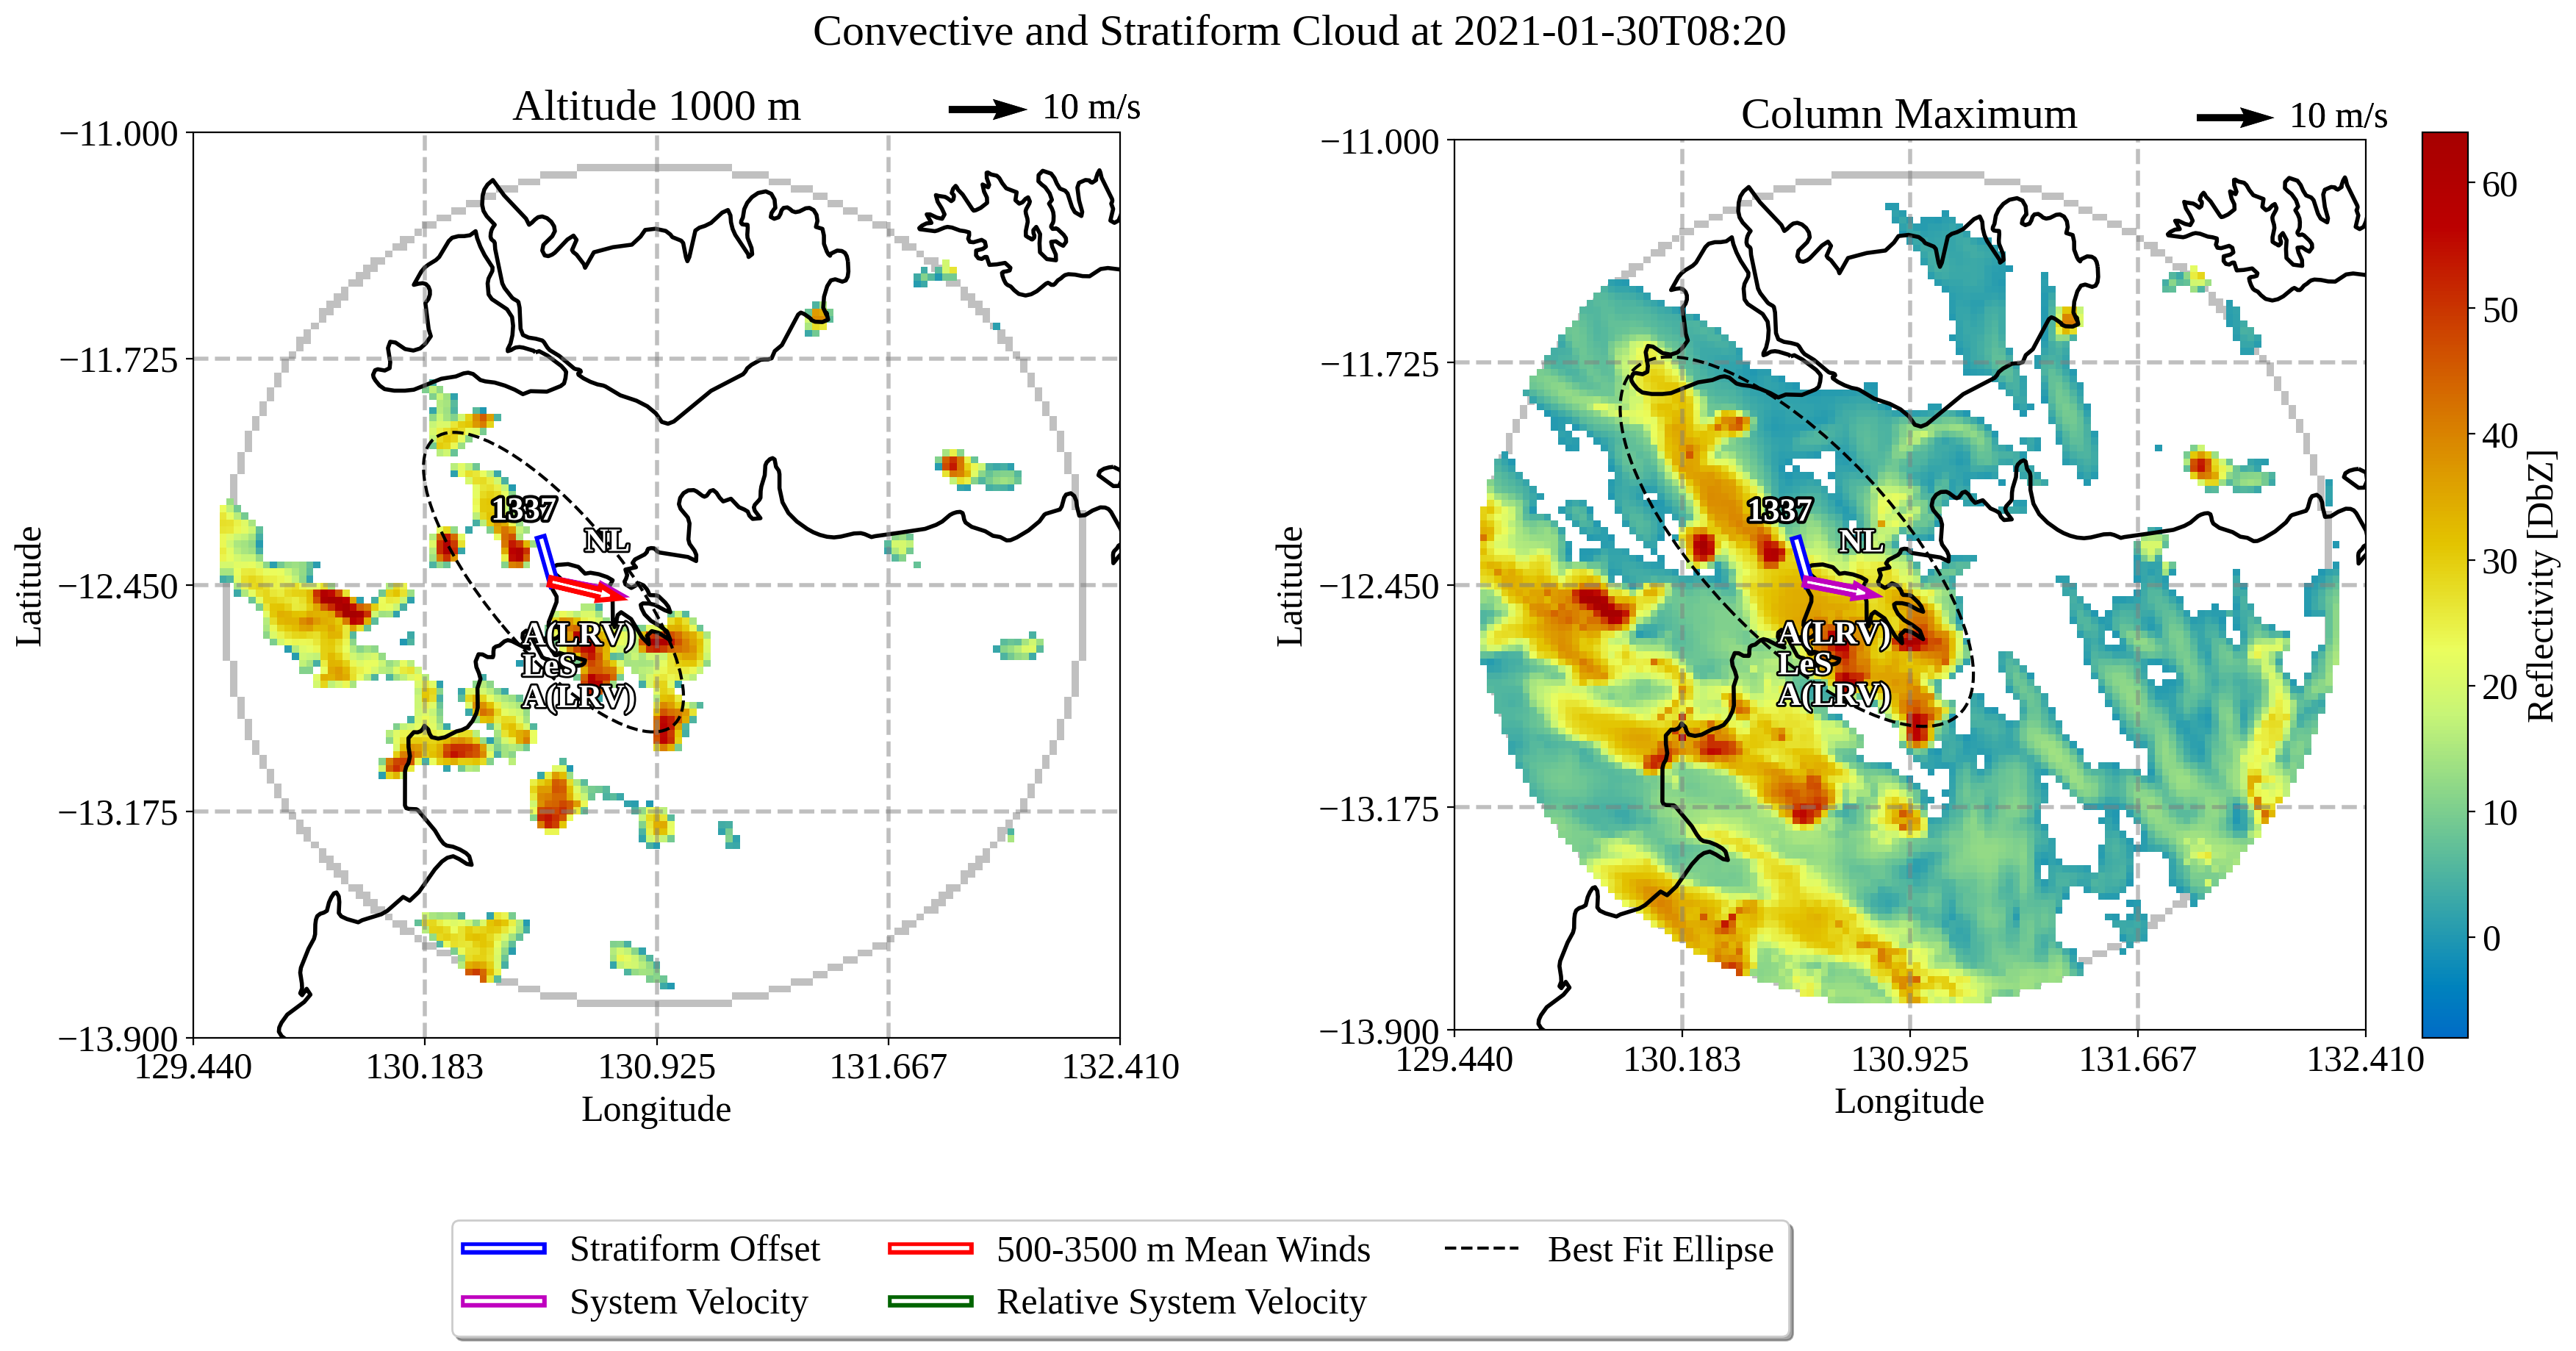 Convective and Stratiform Cloud at 2021-01-30T08:20
Altitude 1000 m
10 m/s
−11.000
−11.725
−12.450
−13.175
−13.900
Latitude
129.440
130.183
130.925
131.667
132.410
Longitude
1337
NL
A(LRV)
LeS
A(LRV)
Column Maximum
10 m/s
−11.000
−11.725
−12.450
−13.175
−13.900
Latitude
129.440
130.183
130.925
131.667
132.410
Longitude
1337
NL
A(LRV)
LeS
A(LRV)
60
50
40
30
20
10
0
Reflectivity [DbZ]
Stratiform Offset
System Velocity
500-3500 m Mean Winds
Relative System Velocity
Best Fit Ellipse